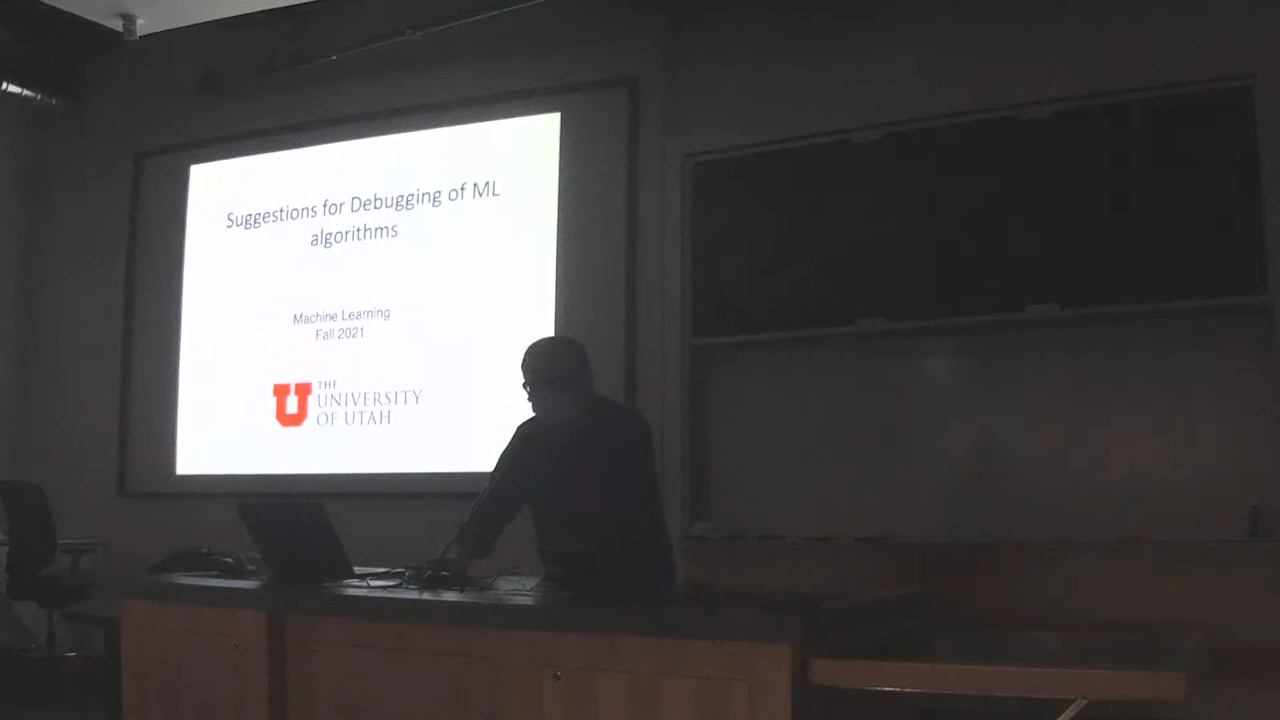 Suggestions for Debugging of ML
algorithms
Machine Learning
Fall 2021
THE
UNIVERSITY
OF UTAH